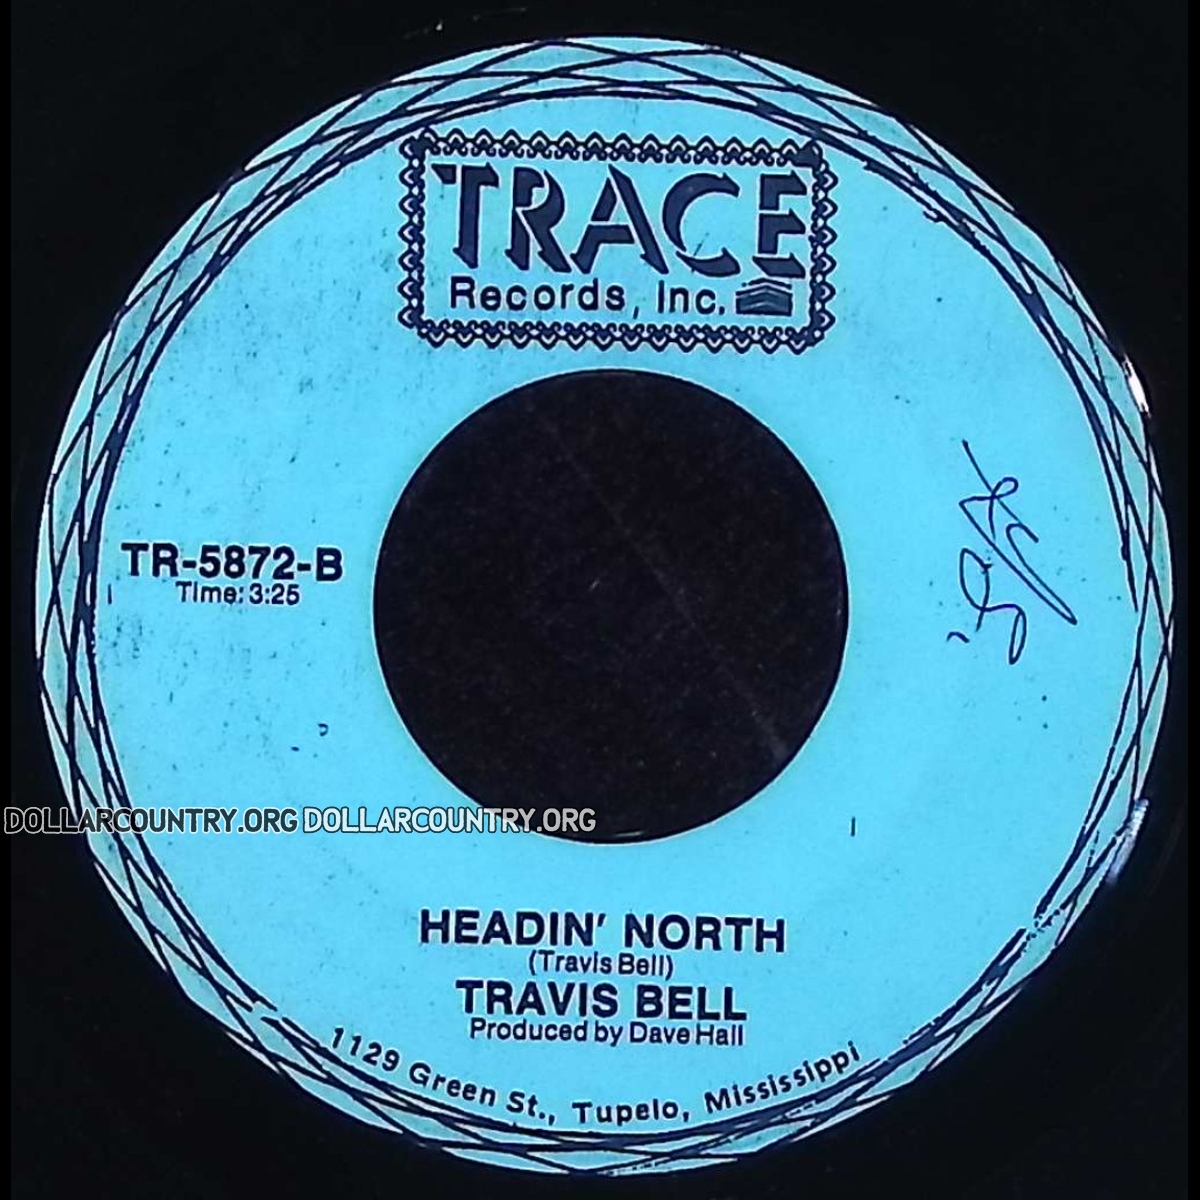 TRACE
Records, Inc.
TR-5872-B
Time: 3:25
DOLLARCOUNTRY.ORG DOLLARCOUNTRY.ORG
HEADIN' NORTH
(Travis Bell)
TRAVIS BELL
Produced by Dave Hall
1129 Green St., Tupelo, Mississippi